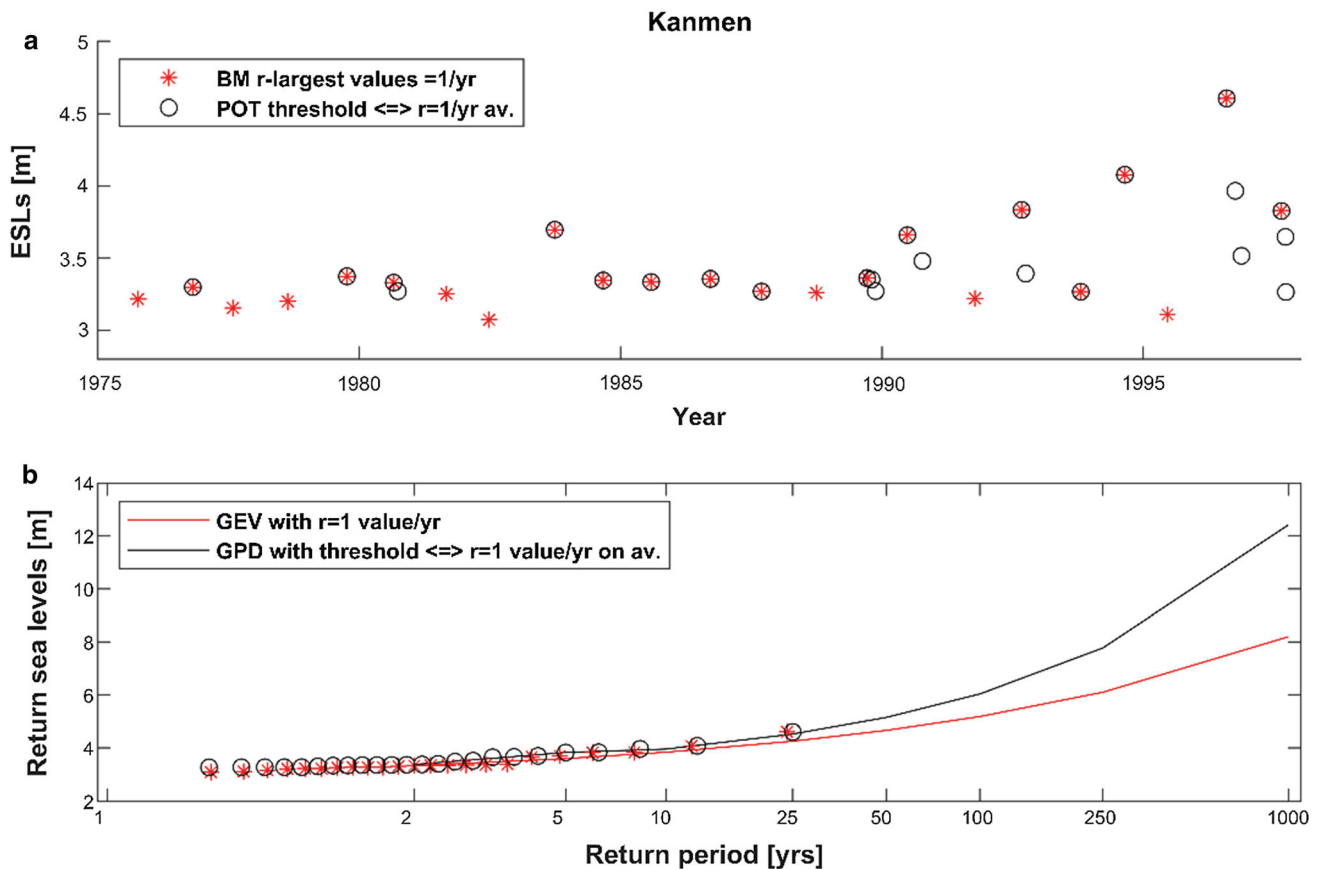 Kanmen
a
5
4.5
4
3.5
3
ESLs [m]
BM r-largest values =1/yr
POT threshold <=> r=1/yr av.
1975 1980 1985 1990 1995
Year
b
14
12
10
8
6
4
2
Return sea levels [m]
GEV with r=1 value/yr
GPD with threshold <=> r=1 value/yr on av.
1 2 5 10 25 50 100 250 1000
Return period [yrs]